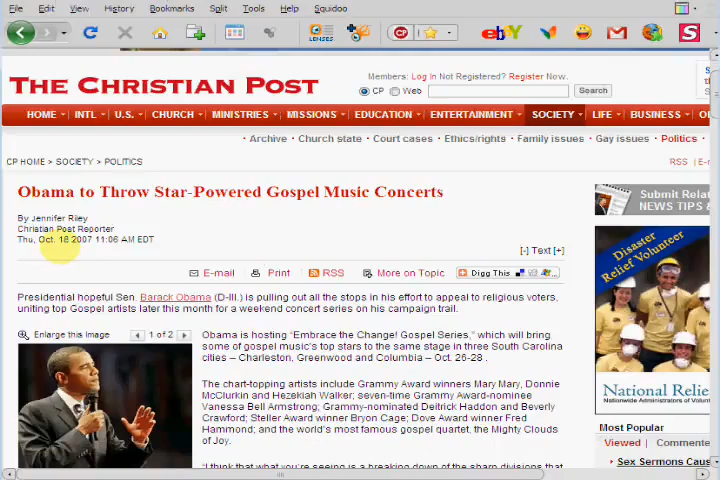 File Edit View History Bookmarks Split Tools Help Squidoo
LENSES CP ebY M S
THE CHRISTIAN POST
Members: Log In Not Registered? Register Now.
CP Web Search
HOME INTL U.S. CHURCH MINISTRIES MISSIONS EDUCATION ENTERTAINMENT SOCIETY LIFE BUSINESS
Archive Church state Court cases Ethics/rights Family issues Gay issues Politics
CP HOME > SOCIETY > POLITICS RSS E-m
Obama to Throw Star-Powered Gospel Music Concerts
Submit Rela
NEWS TIPS &
By Jennifer Riley
Christian Post Reporter
Thu, Oct. 18 2007 11:06 AM EDT
[-] Text [+]
E-mail Print RSS More on Topic Digg This
Presidential hopeful Sen. Barack Obama (D-Ill.) is pulling out all the stops in his effort to appeal to religious voters,
uniting top Gospel artists later this month for a weekend concert series on his campaign trail.
Enlarge this Image 1 of 2
Obama is hosting “Embrace the Change! Gospel Series,” which will bring
some of gospel music's top stars to the same stage in three South Carolina
cities – Charleston, Greenwood and Columbia – Oct. 26-28 .
The chart-topping artists include Grammy Award winners Mary Mary, Donnie
McClurkin and Hezekiah Walker; seven-time Grammy Award-nominee
Vanessa Bell Armstrong; Grammy-nominated Deitrick Haddon and Beverly
Crawford; Steller Award winner Bryon Cage; Dove Award winner Fred
Hammond; and the world's most famous gospel quartet, the Mighty Clouds
of Joy.
“I think that what you're seeing is a breaking down of the sharp divisions that
Disaster
Relief Volunteer
National Relie
Nationwide Administrators of Volun
Most Popular
Viewed Commente
Sex Sermons Caus